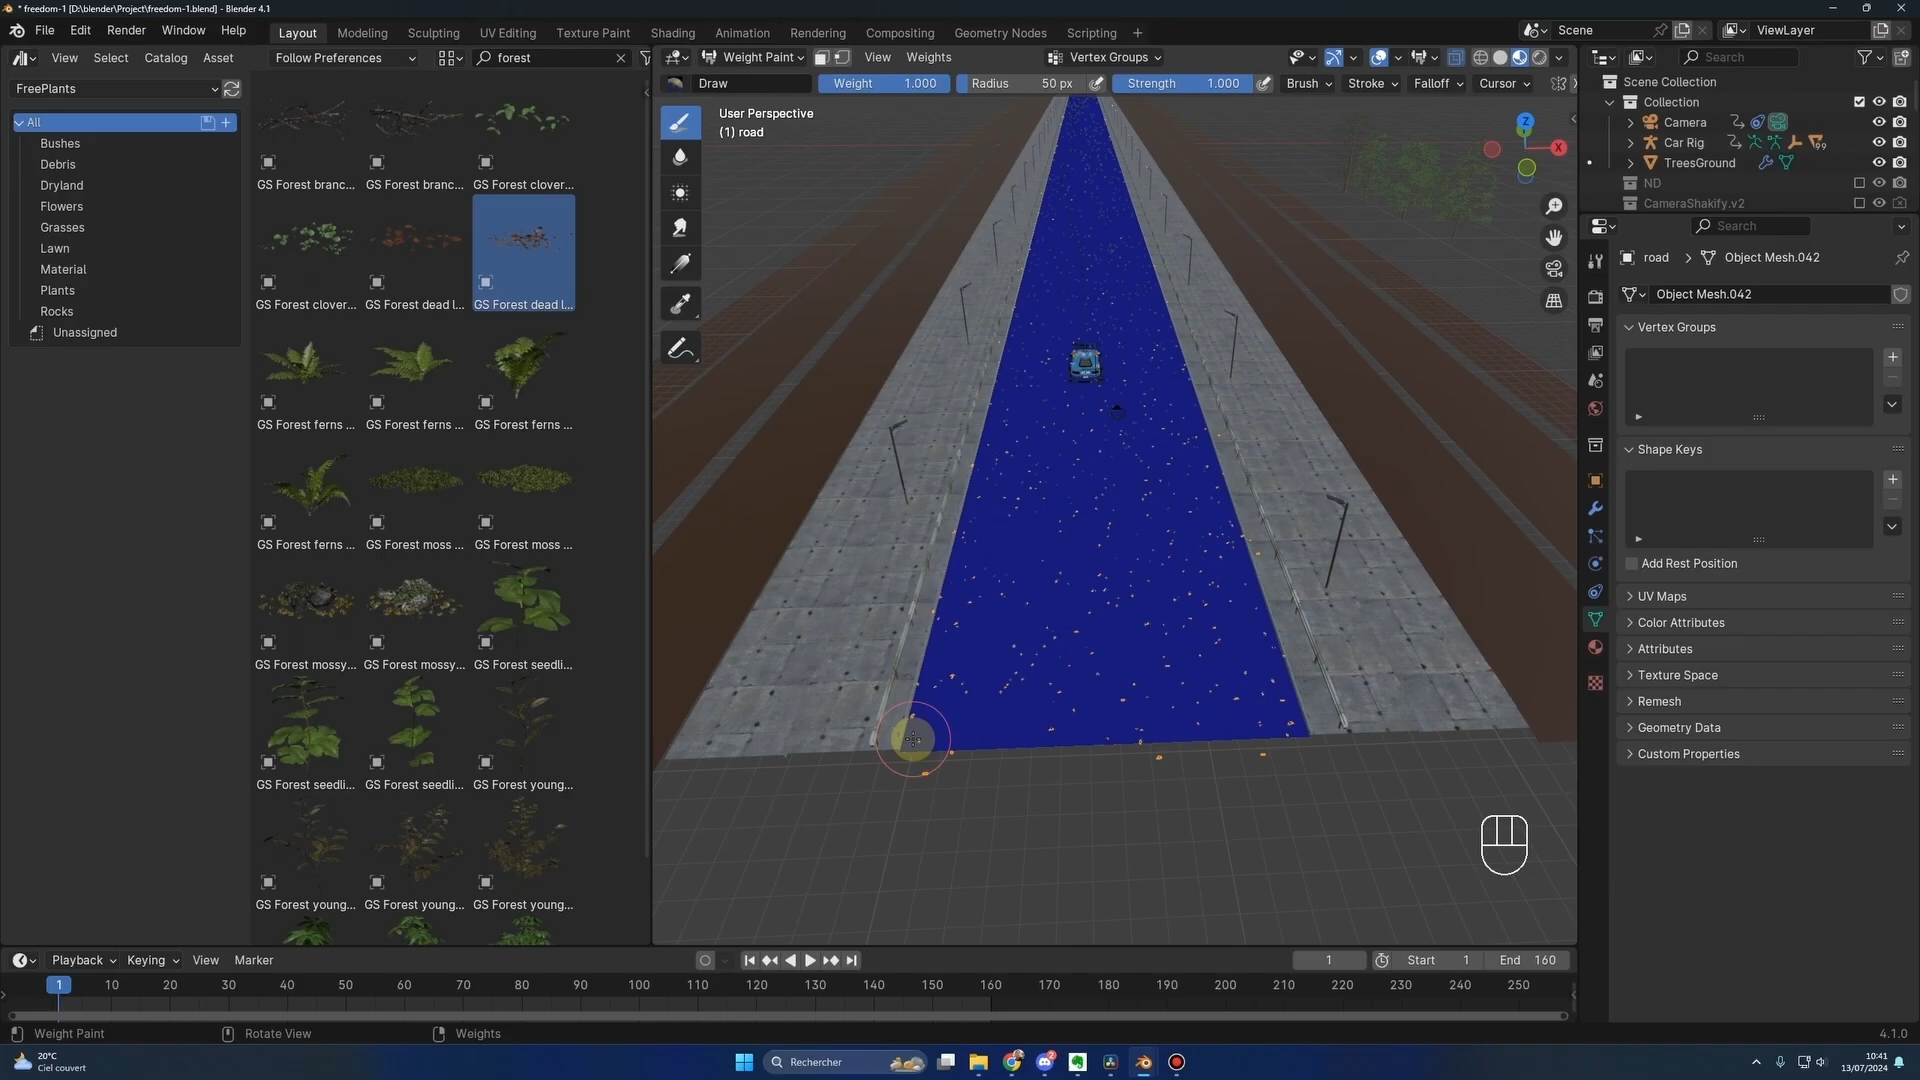 * freedom-1 [D:\blender\Project\freedom-1.blend] - Blender 4.1
File Edit Render Window Help Layout Modeling Sculpting UV Editing Texture Paint Shading Animation Rendering Compositing Geometry Nodes Scripting + Scene ViewLayer
View Select Catalog Asset Follow Preferences forest Weight Paint View Weights Vertex Groups Search
FreePlants Draw Weight 1.000 Radius 50 px Strength 1.000 Brush Stroke Falloff Cursor
All
Bushes
Debris
Dryland
Flowers
Grasses
Lawn
Material
Plants
Rocks
Unassigned
GS Forest branc... GS Forest branc... GS Forest clover...
GS Forest clover... GS Forest dead l... GS Forest dead l...
GS Forest ferns ... GS Forest ferns ... GS Forest ferns ...
GS Forest ferns ... GS Forest moss ... GS Forest moss ...
GS Forest mossy... GS Forest mossy... GS Forest seedli...
GS Forest seedli... GS Forest seedli... GS Forest young...
GS Forest young... GS Forest young... GS Forest young...
User Perspective
(1) road
Z
X
Scene Collection
Collection
Camera
Car Rig 99
TreesGround
ND
CameraShakify.v2
Search
road > Object Mesh.042
Object Mesh.042
Vertex Groups
Shape Keys
Add Rest Position
UV Maps
Color Attributes
Attributes
Texture Space
Remesh
Geometry Data
Custom Properties
Playback Keying View Marker 1 Start 1 End 160
1 10 20 30 40 50 60 70 80 90 100 110 120 130 140 150 160 170 180 190 200 210 220 230 240 250
Weight Paint Rotate View Weights 4.1.0
20°C
Ciel couvert
Rechercher
2
10:41
13/07/2024